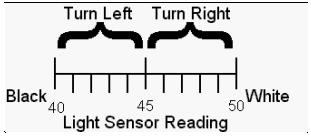 Turn Left Turn Right
Black 40 45 50 White
Light Sensor Reading